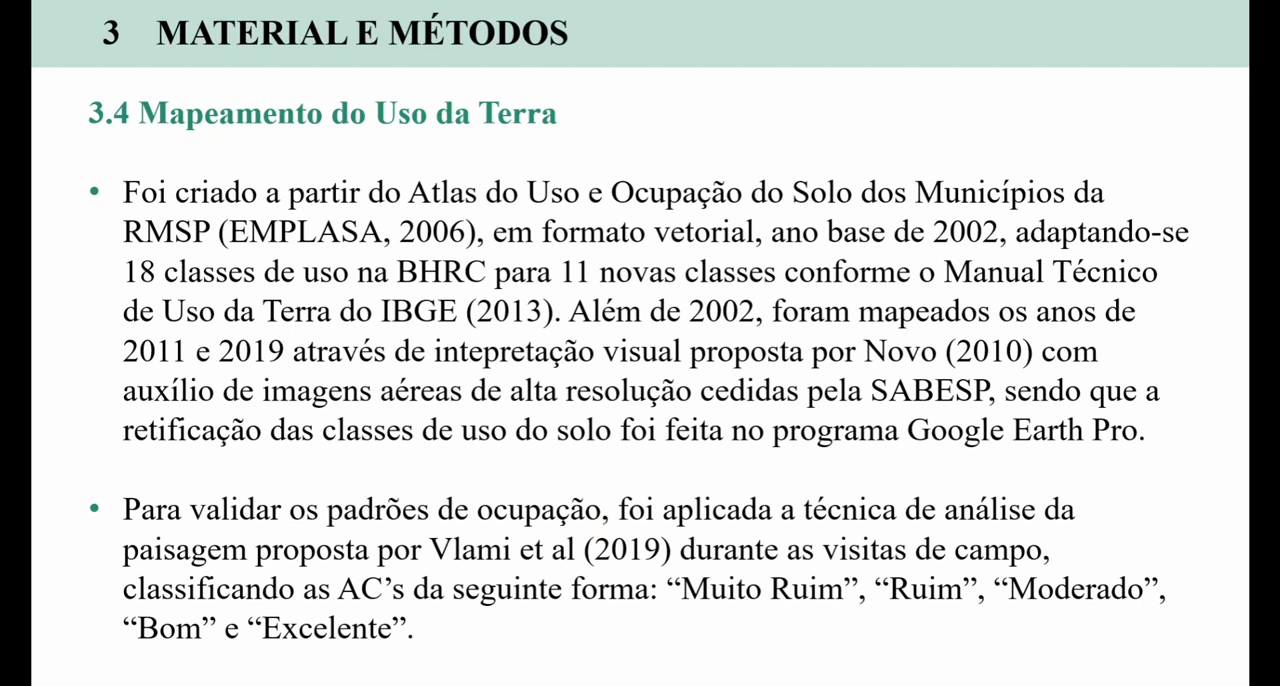 3 MATERIAL E MÉTODOS
3.4 Mapeamento do Uso da Terra
• Foi criado a partir do Atlas do Uso e Ocupação do Solo dos Municípios da
RMSP (EMPLASA, 2006), em formato vetorial, ano base de 2002, adaptando-se
18 classes de uso na BHRC para 11 novas classes conforme o Manual Técnico
de Uso da Terra do IBGE (2013). Além de 2002, foram mapeados os anos de
2011 e 2019 através de intepretação visual proposta por Novo (2010) com
auxílio de imagens aéreas de alta resolução cedidas pela SABESP, sendo que a
retificação das classes de uso do solo foi feita no programa Google Earth Pro.
• Para validar os padrões de ocupação, foi aplicada a técnica de análise da
paisagem proposta por Vlami et al (2019) durante as visitas de campo,
classificando as AC’s da seguinte forma: “Muito Ruim”, “Ruim”, “Moderado”,
“Bom” e “Excelente”.